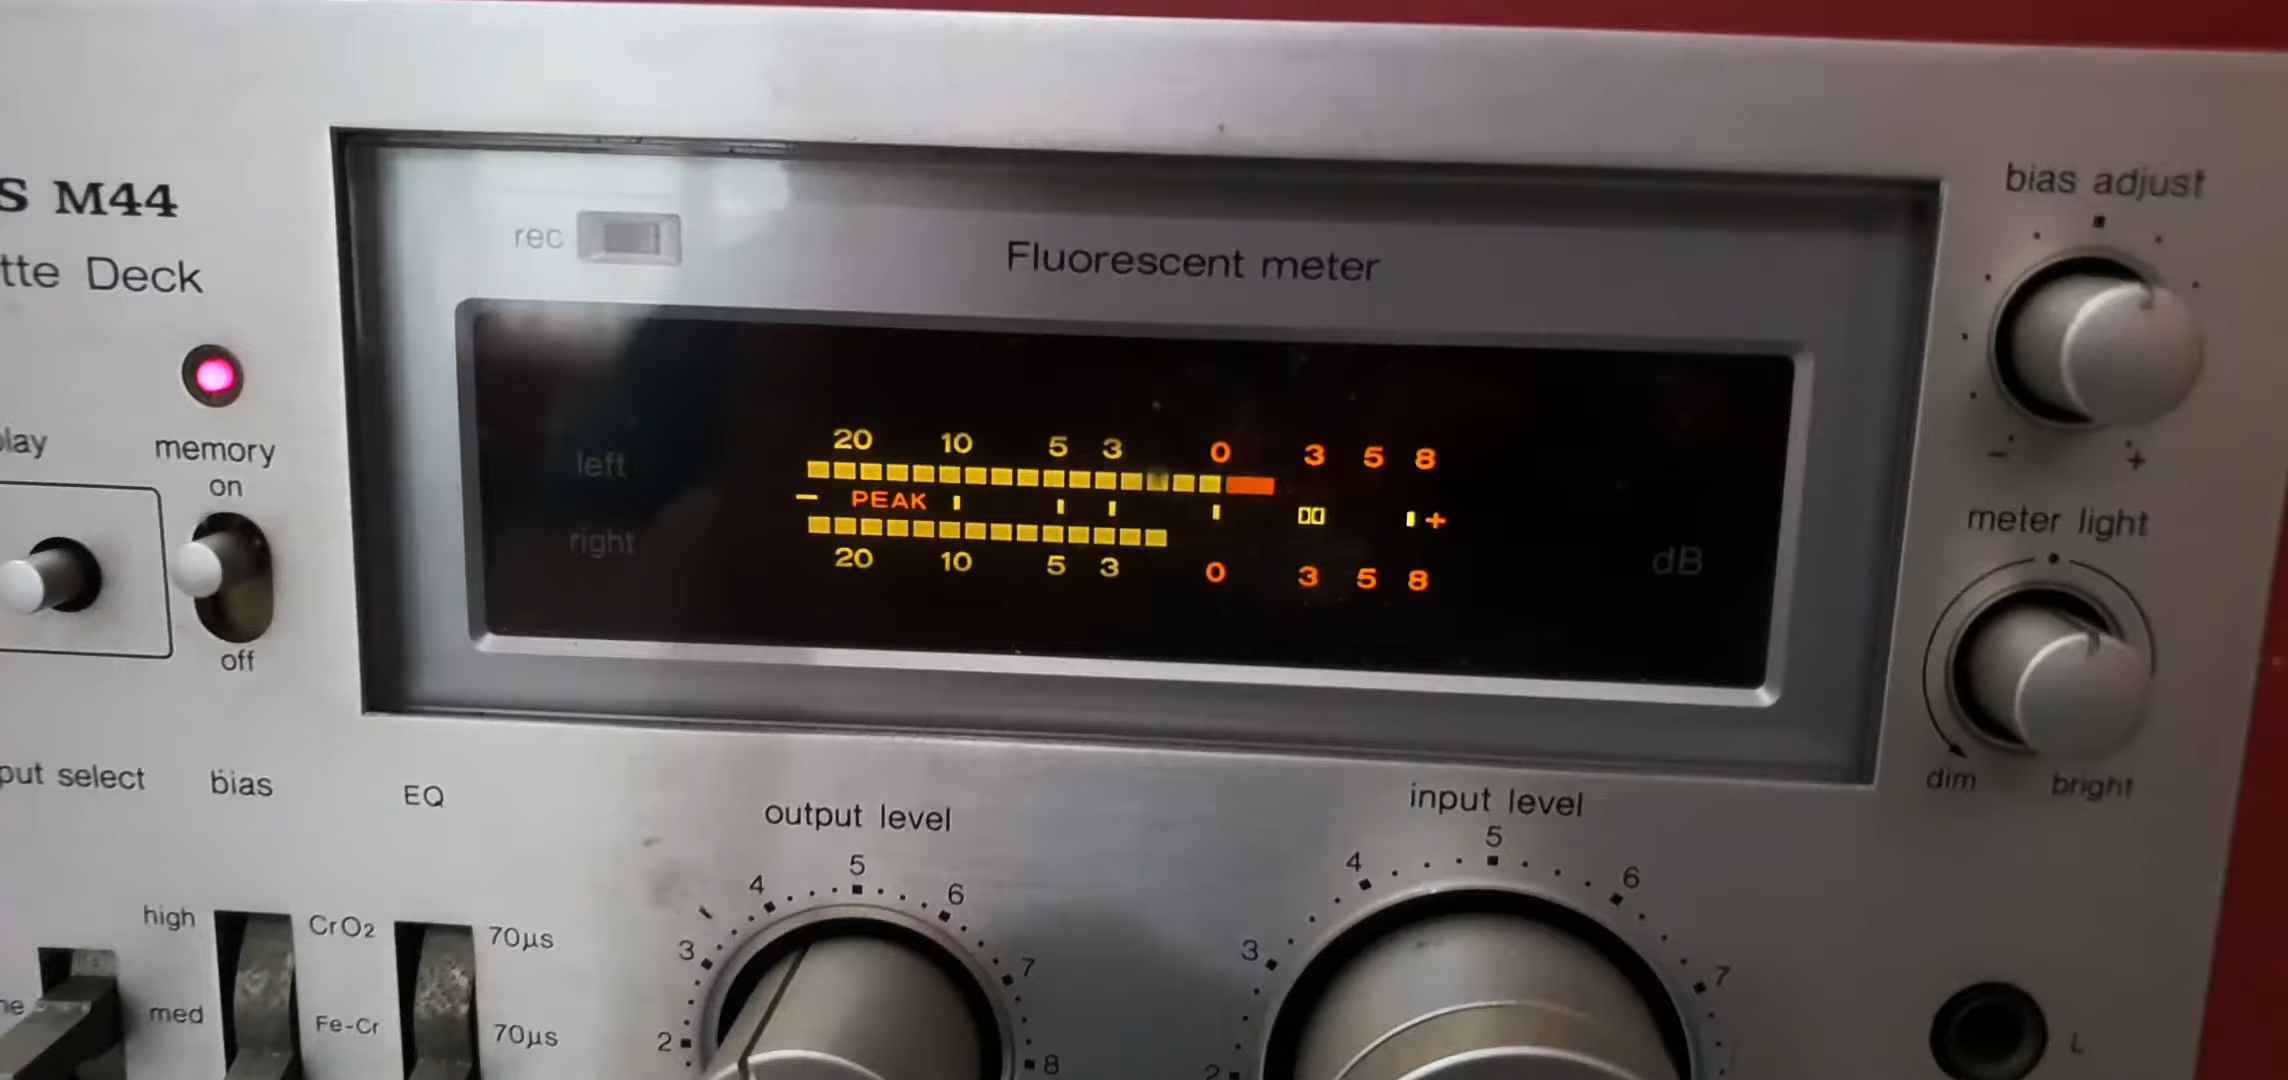 S M44
tte Deck
rec
Fluorescent meter
bias adjust
- +
left
20 10 5 3 0 3 5 8
- PEAK +
right
20 10 5 3 0 3 5 8
dB
play
memory
on
off
meter light
dim bright
put select
bias
EQ
high
CrO2
70μs
med
Fe-Cr
70μs
output level
2 3 4 5 6 7 8
input level
2 3 4 5 6 7
L